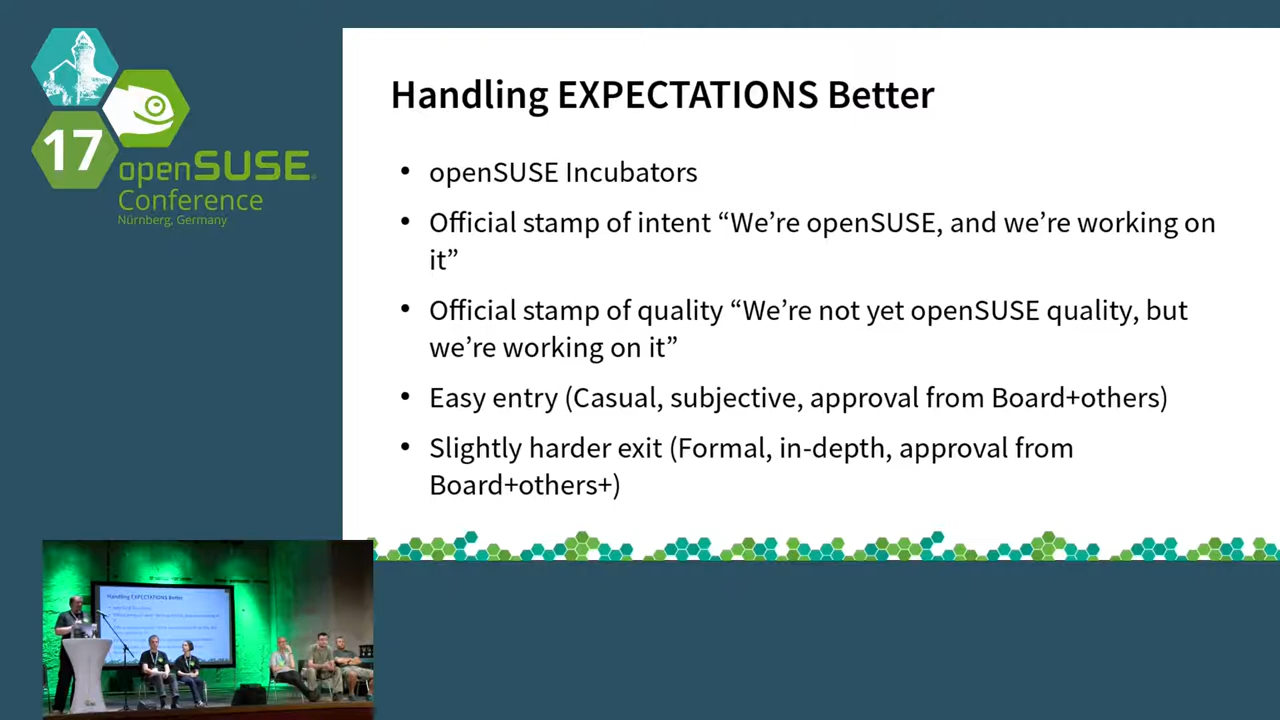 17
openSUSE
Conference
Nürnberg, Germany
Handling EXPECTATIONS Better
• openSUSE Incubators
• Official stamp of intent “We’re openSUSE, and we’re working on
it”
• Official stamp of quality “We’re not yet openSUSE quality, but
we’re working on it”
• Easy entry (Casual, subjective, approval from Board+others)
• Slightly harder exit (Formal, in-depth, approval from
Board+others+)
Handling EXPECTATIONS Better